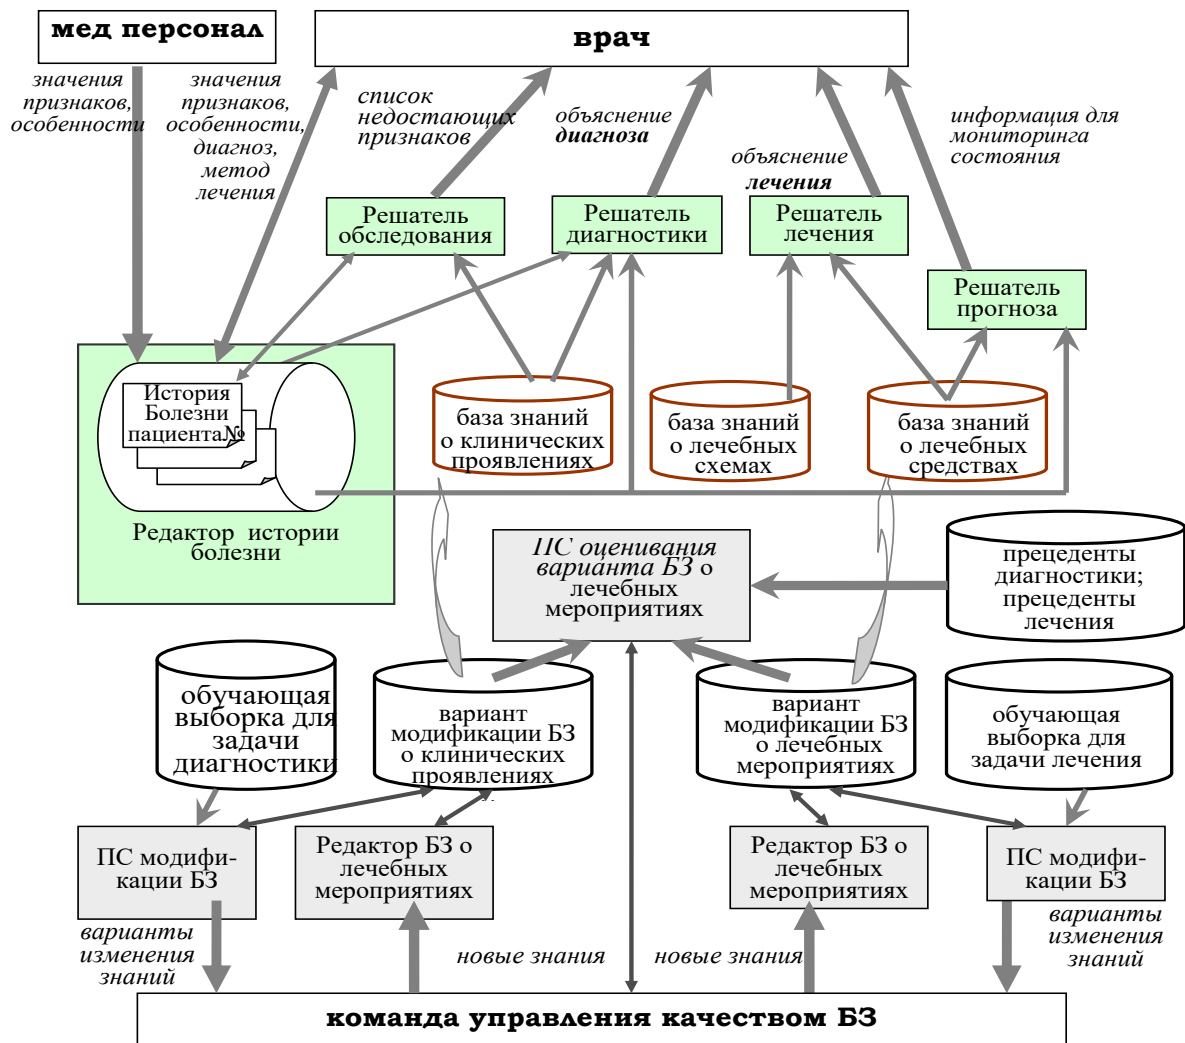 мед персонал
врач
значения
признаков,
особенности
значения
признаков,
особенности,
диагноз,
метод
лечения
список
недостающих
признаков
объяснение
диагноза
объяснение
лечения
информация для
мониторинга
состояния
Решатель
обследования
Решатель
диагностики
Решатель
лечения
Решатель
прогноза
История
Болезни
пациента№
Редактор истории
болезни
база знаний
о клинических
проявлениях
база знаний
о лечебных
схемах
база знаний
о лечебных
средствах
ПС оценивания
варианта БЗ о
лечебных
мероприятиях
прецеденты
диагностики;
прецеденты
лечения
обучающая
выборка для
задачи
диагностики
вариант
модификации БЗ
о клинических
проявлениях
вариант
модификации БЗ
о лечебных
мероприятиях
обучающая
выборка для
задачи лечения
ПС модифи-
кации БЗ
Редактор БЗ о
лечебных
мероприятиях
Редактор БЗ о
лечебных
мероприятиях
ПС модифи-
кации БЗ
варианты
изменения
знаний
новые знания
новые знания
варианты
изменения
знаний
команда управления качеством БЗ